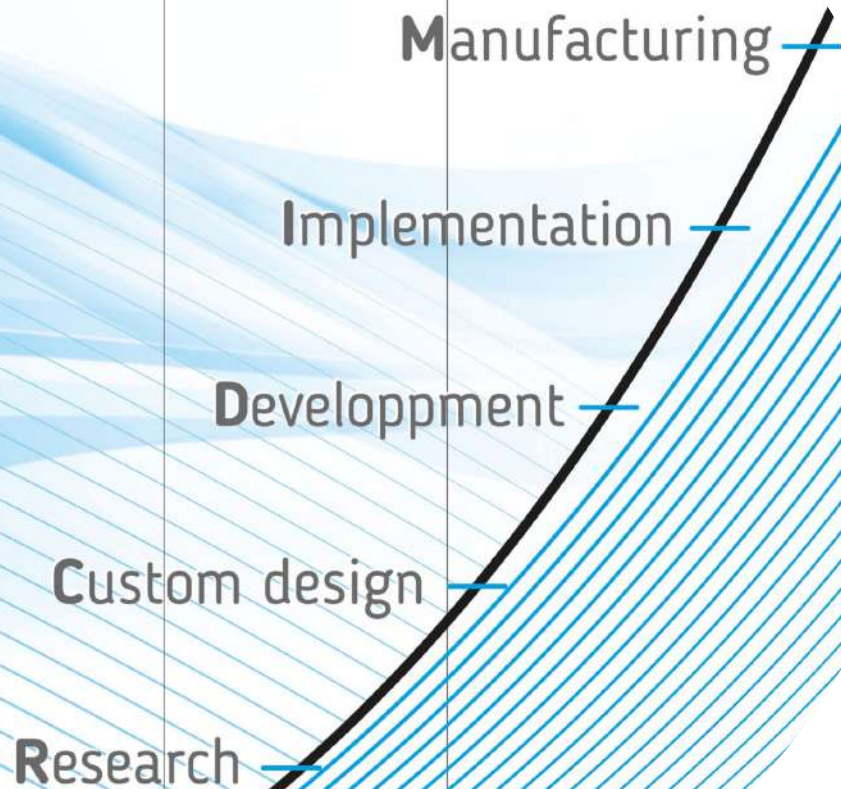 Manufacturing
Implementation
Developpment
Custom design
Research